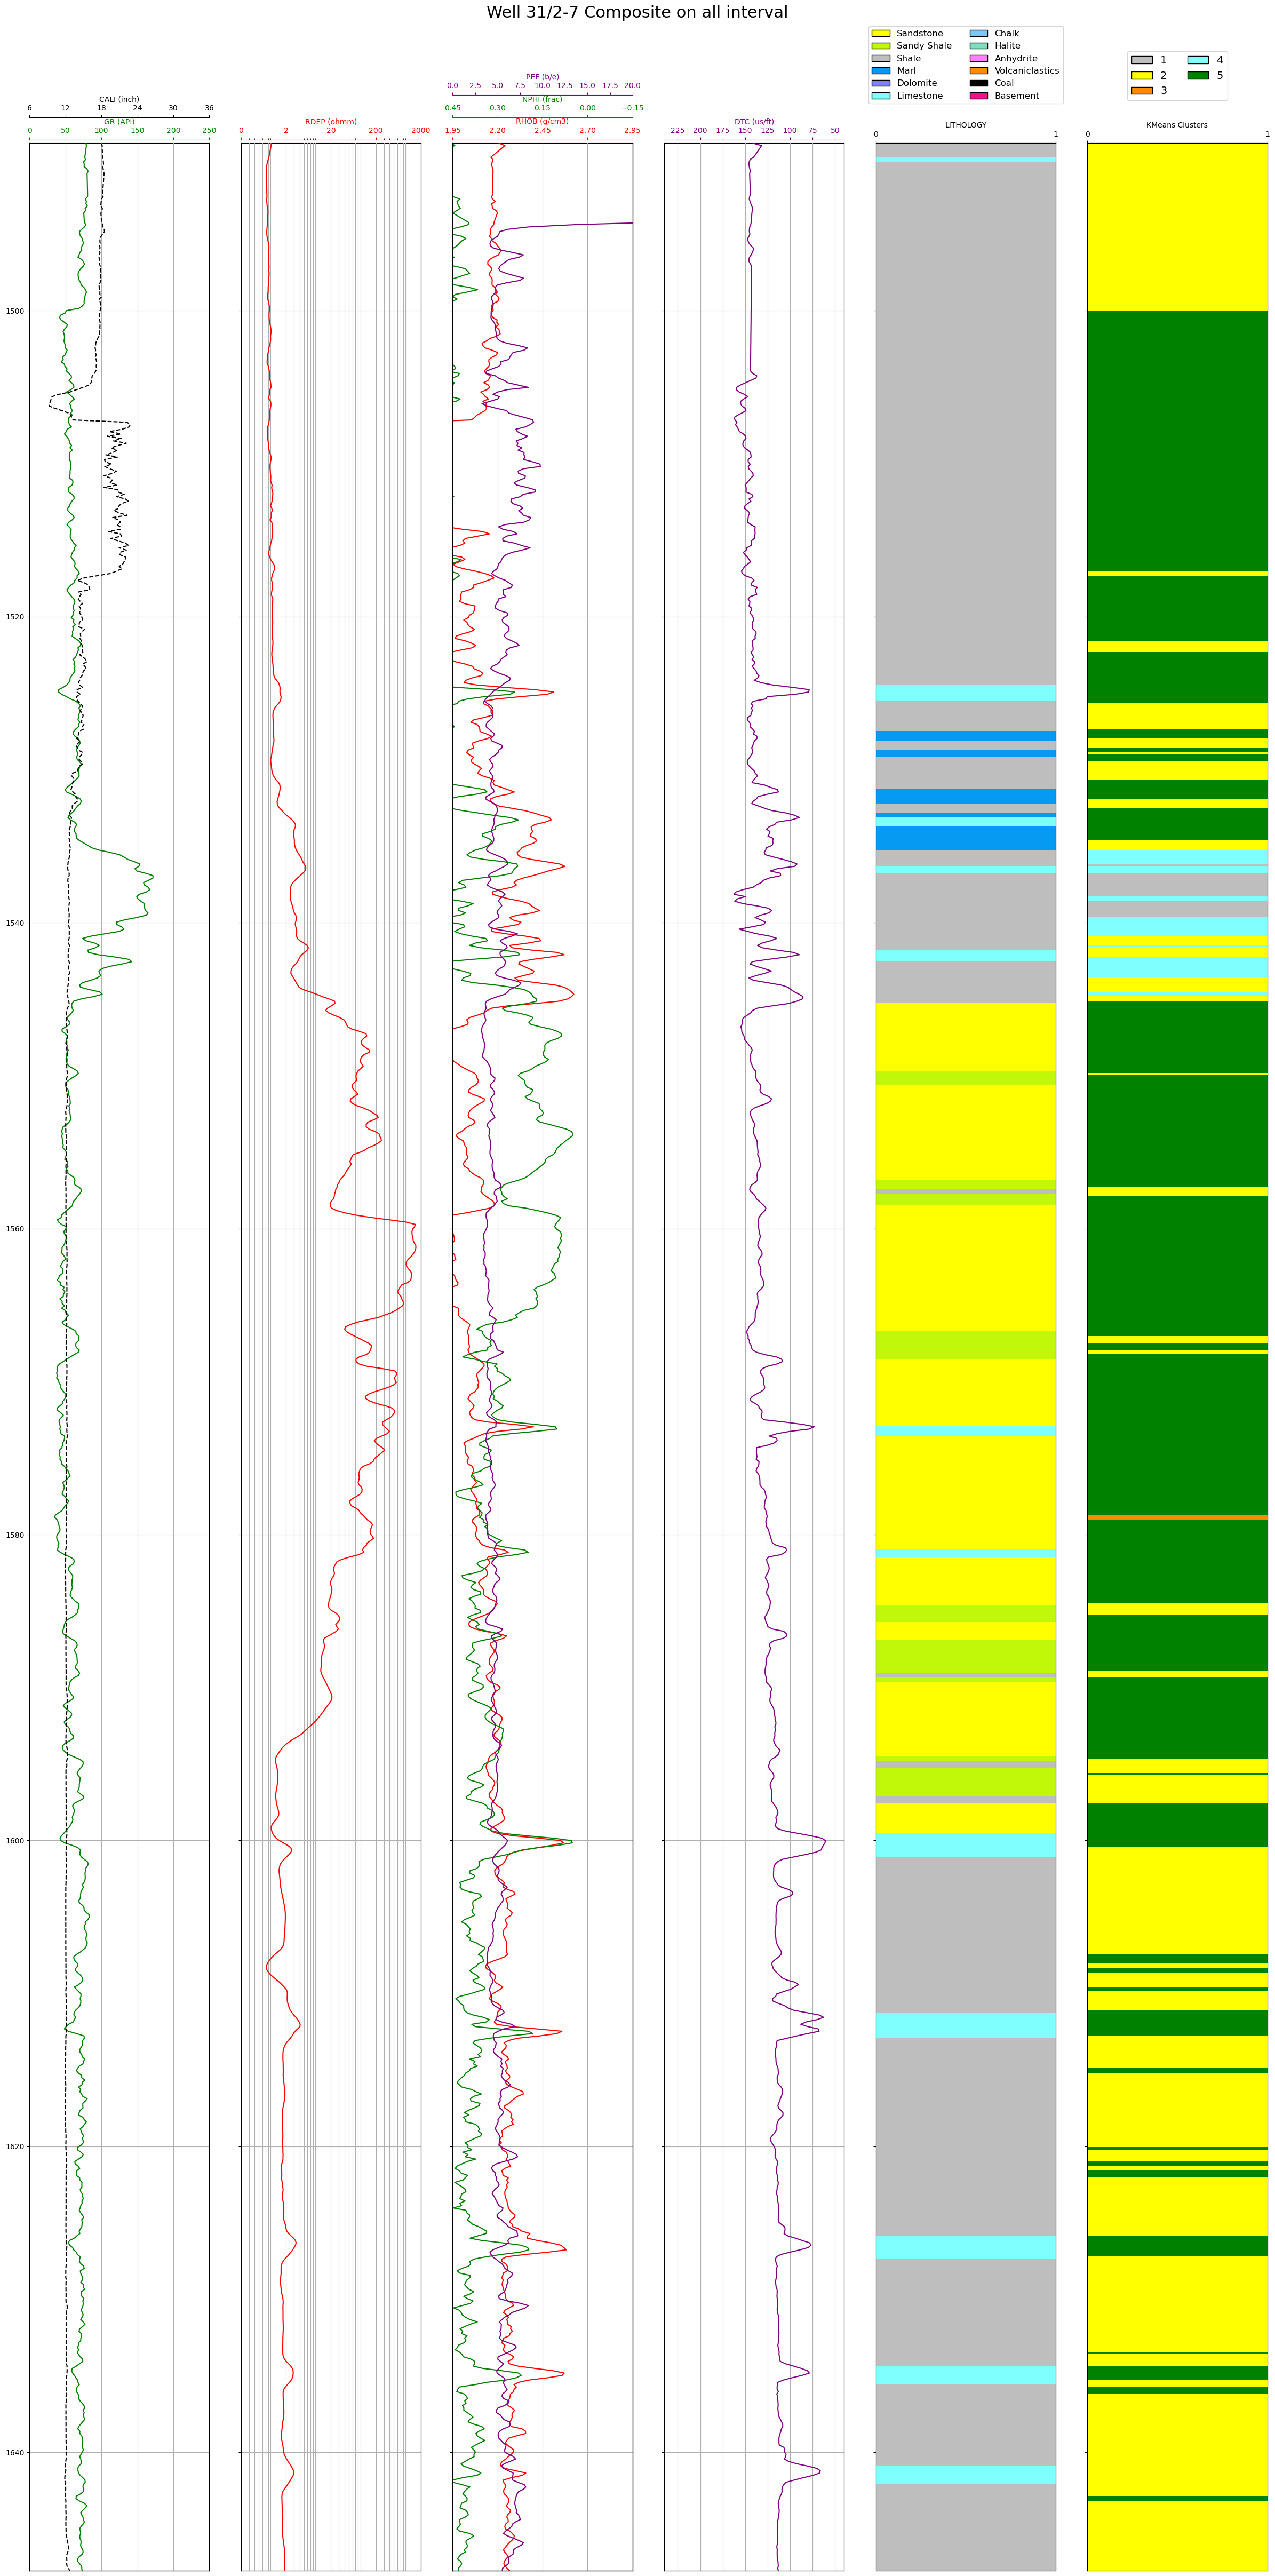 Well 31/2-7 Composite on all interval
Sandstone Chalk
Sandy Shale Halite
Shale Anhydrite
Marl Volcaniclastics
Dolomite Coal
Limestone Basement
1 4
2 5
3
PEF (b/e)
0.0 2.5 5.0 7.5 10.0 12.5 15.0 17.5 20.0
CALI (inch) NPHI (frac)
6 12 18 24 30 36 0.45 0.30 0.15 0.00 −0.15
GR (API) RDEP (ohmm) RHOB (g/cm3) DTC (us/ft) LITHOLOGY KMeans Clusters
0 50 100 150 200 250 0 0 2 20 200 2000 1.95 2.20 2.45 2.70 2.95 225 200 175 150 125 100 75 50 0 1 0 1
1500
1520
1540
1560
1580
1600
1620
1640